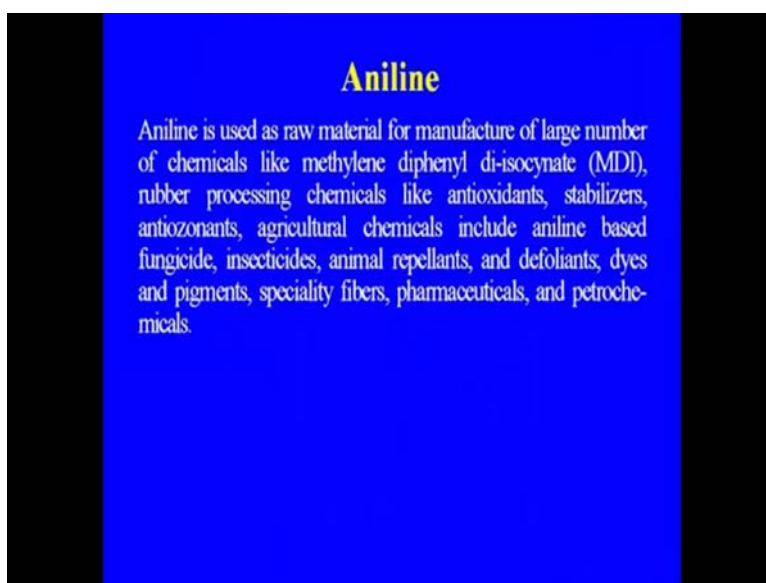 Aniline
Aniline is used as raw material for manufacture of large number
of chemicals like methylene diphenyl di-isocynate (MDI),
rubber processing chemicals like antioxidants, stabilizers,
antiozonants, agricultural chemicals include aniline based
fungicide, insecticides, animal repellants, and defoliants; dyes
and pigments, speciality fibers, pharmaceuticals, and petroche-
micals.